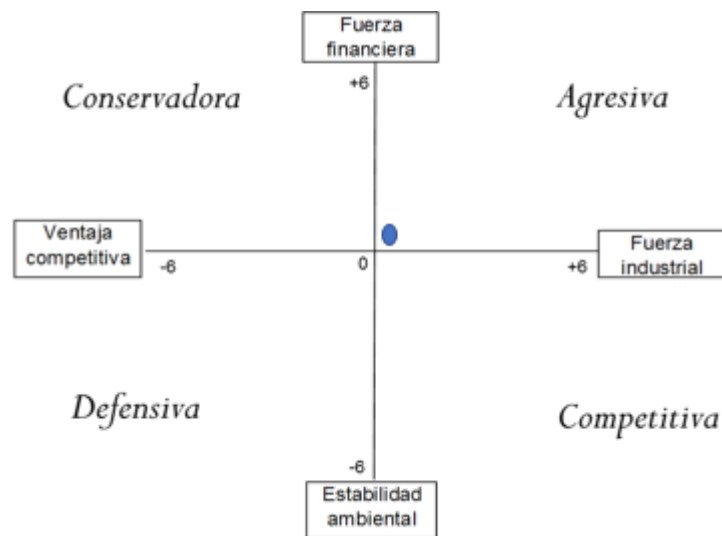 Fuerza
financiera
+6
Conservadora
Agresiva
Ventaja
competitiva
-6
0
+6
Fuerza
industrial
Defensiva
Competitiva
-6
Estabilidad
ambiental